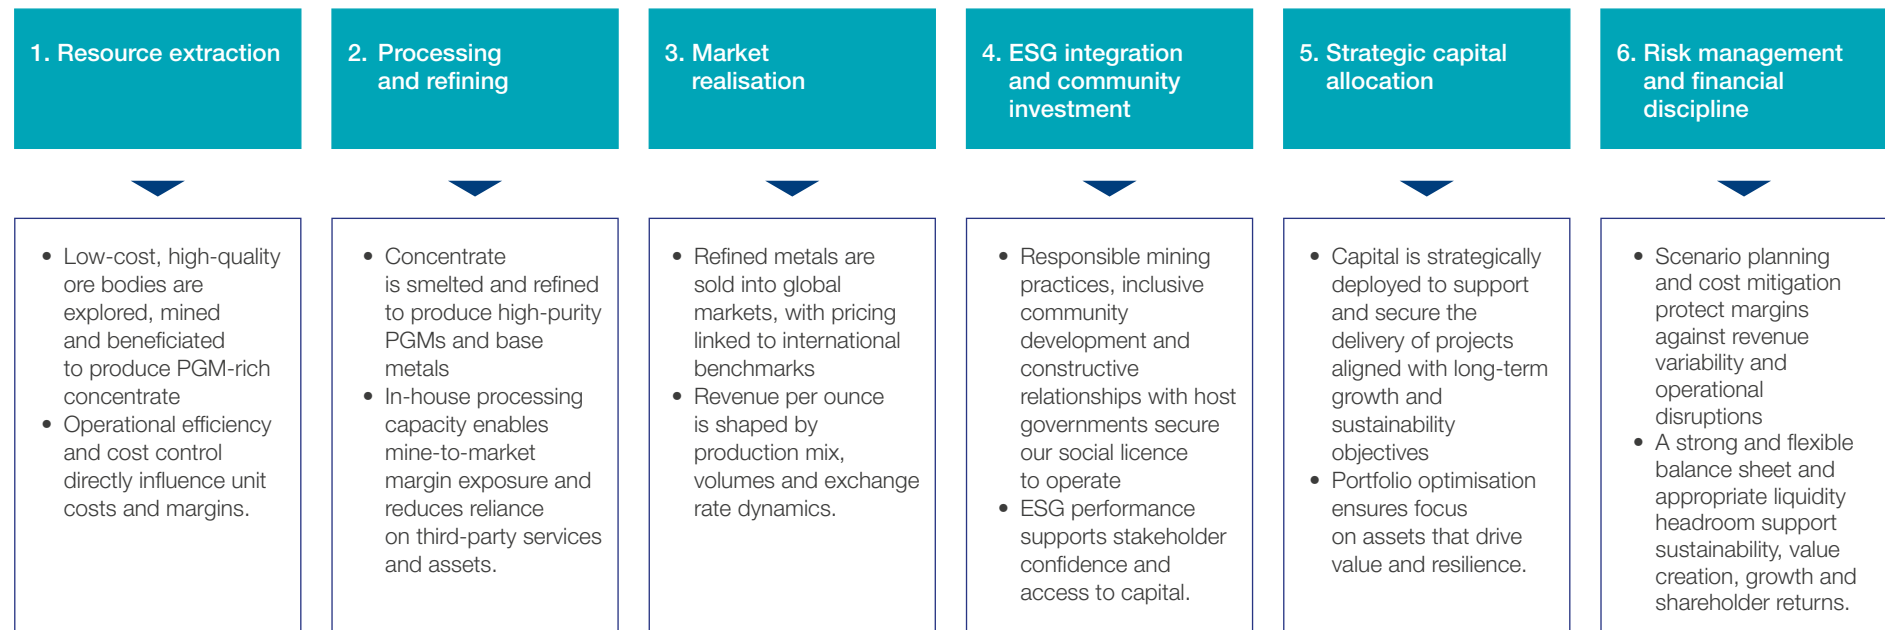 1. Resource extraction
• Low-cost, high-quality
ore bodies are
explored, mined
and beneficiated
to produce PGM-rich
concentrate
• Operational efficiency
and cost control
directly influence unit
costs and margins.
2. Processing
and refining
• Concentrate
is smelted and refined
to produce high-purity
PGMs and base
metals
• In-house processing
capacity enables
mine-to-market
margin exposure and
reduces reliance
on third-party services
and assets.
3. Market
realisation
• Refined metals are
sold into global
markets, with pricing
linked to international
benchmarks
• Revenue per ounce
is shaped by
production mix,
volumes and exchange
rate dynamics.
4. ESG integration
and community
investment
• Responsible mining
practices, inclusive
community
development and
constructive
relationships with host
governments secure
our social licence
to operate
• ESG performance
supports stakeholder
confidence and
access to capital.
5. Strategic capital
allocation
• Capital is strategically
deployed to support
and secure the
delivery of projects
aligned with long-term
growth and
sustainability
objectives
• Portfolio optimisation
ensures focus
on assets that drive
value and resilience.
6. Risk management
and financial
discipline
• Scenario planning
and cost mitigation
protect margins
against revenue
variability and
operational
disruptions
• A strong and flexible
balance sheet and
appropriate liquidity
headroom support
sustainability, value
creation, growth and
shareholder returns.